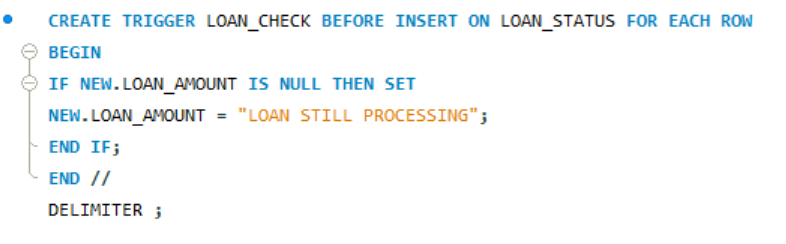 CREATE TRIGGER LOAN_CHECK BEFORE INSERT ON LOAN_STATUS FOR EACH ROW
BEGIN
IF NEW.LOAN_AMOUNT IS NULL THEN SET
NEW.LOAN_AMOUNT = "LOAN STILL PROCESSING";
END IF;
END //
DELIMITER ;